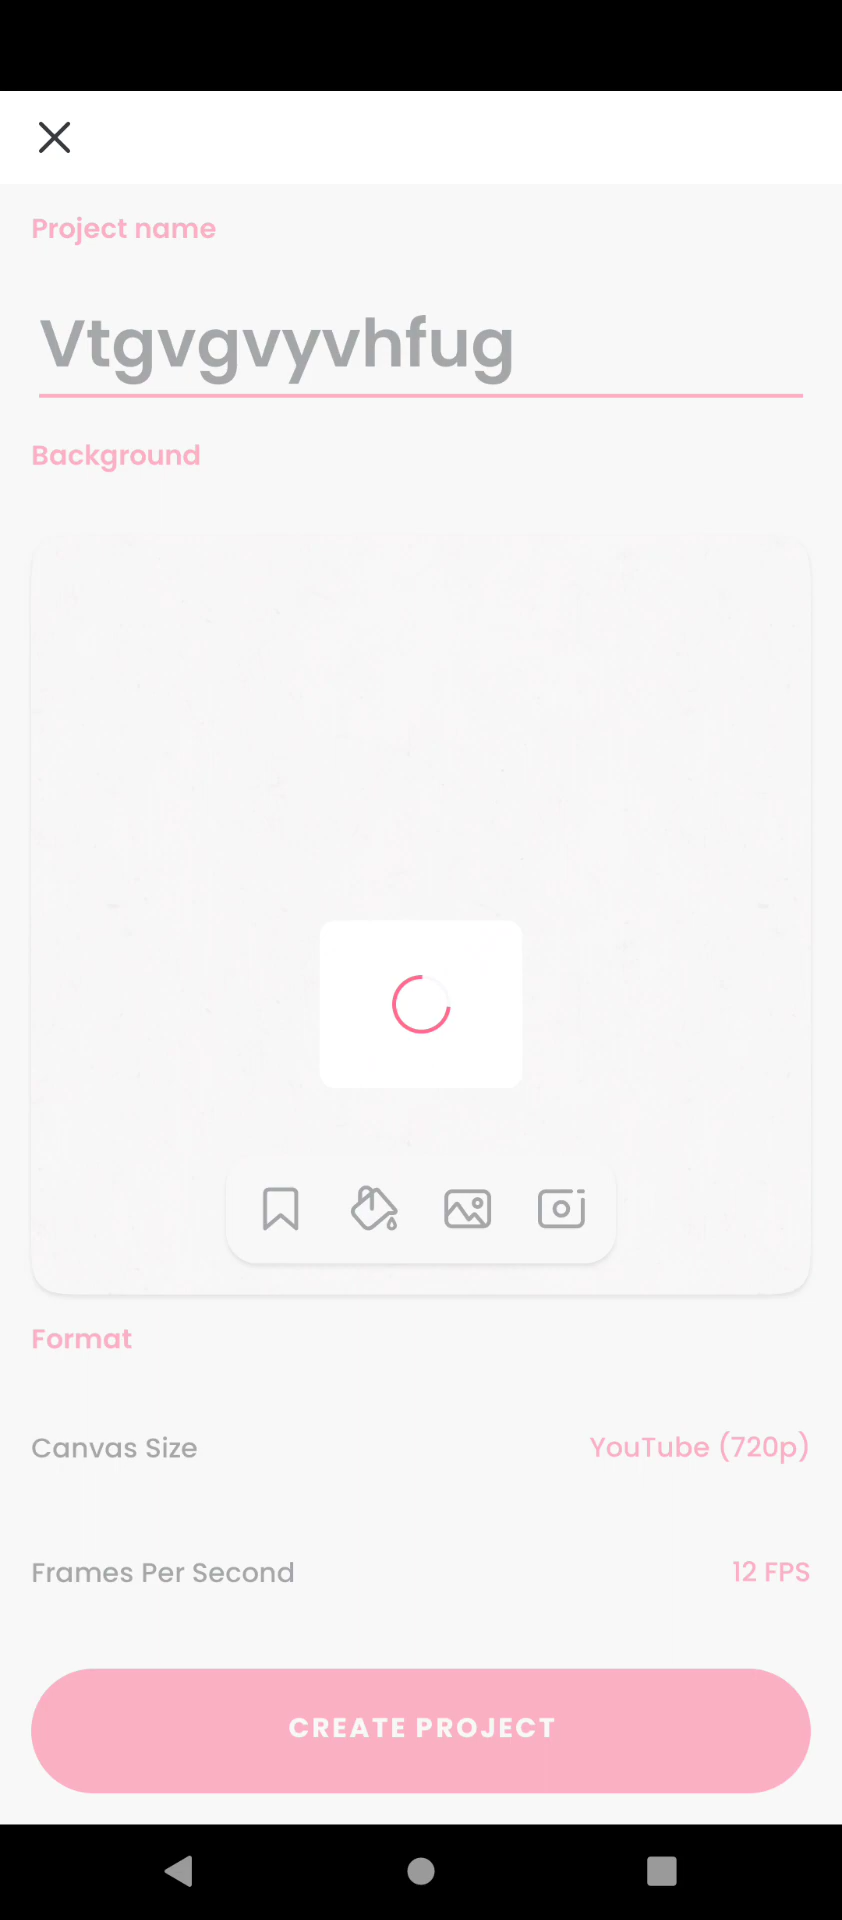 Project name
Vtgvgvyvhfug
Background
Format
Canvas Size
YouTube (720p)
Frames Per Second
12 FPS
CREATE PROJECT